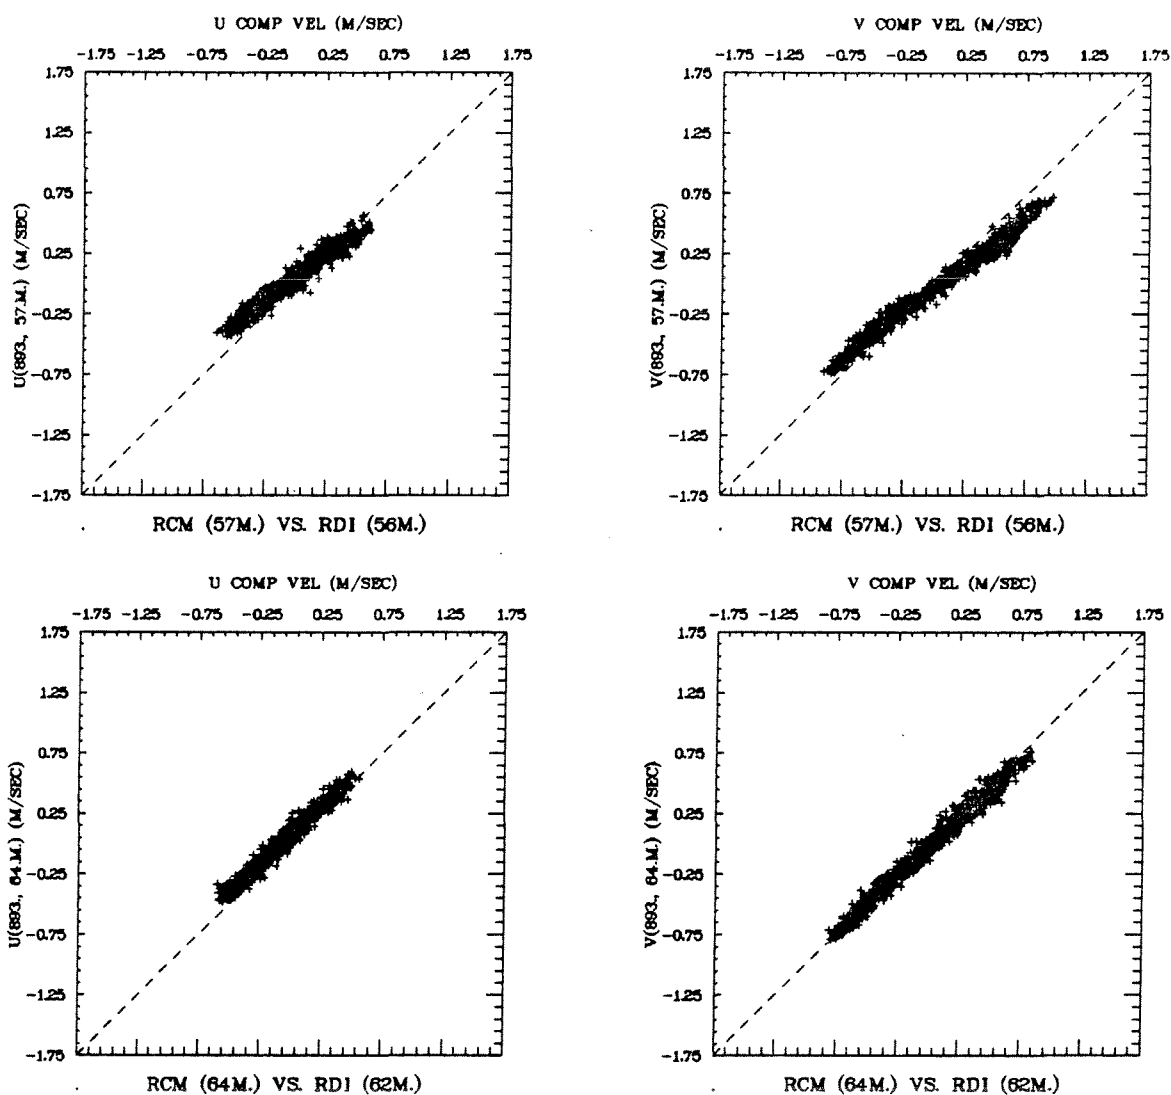 U COMP VEL (M/SEC)
-1.75 -1.25 -0.75 -0.25 0.25 0.75 1.25 1.75
1.75
1.25
0.75
0.25
-0.25
-0.75
-1.25
-1.75
U(893., 57.M.) (M/SEC)
RCM (57M.) VS. RDI (56M.)
V COMP VEL (M/SEC)
-1.75 -1.25 -0.75 -0.25 0.25 0.75 1.25 1.75
1.75
1.25
0.75
0.25
-0.25
-0.75
-1.25
-1.75
V(893., 57.M.) (M/SEC)
RCM (57M.) VS. RDI (56M.)
U COMP VEL (M/SEC)
-1.75 -1.25 -0.75 -0.25 0.25 0.75 1.25 1.75
1.75
1.25
0.75
0.25
-0.25
-0.75
-1.25
-1.75
U(893., 64.M.) (M/SEC)
RCM (64M.) VS. RDI (62M.)
V COMP VEL (M/SEC)
-1.75 -1.25 -0.75 -0.25 0.25 0.75 1.25 1.75
1.75
1.25
0.75
0.25
-0.25
-0.75
-1.25
-1.75
V(893., 64.M.) (M/SEC)
RCM (64M.) VS. RDI (62M.)